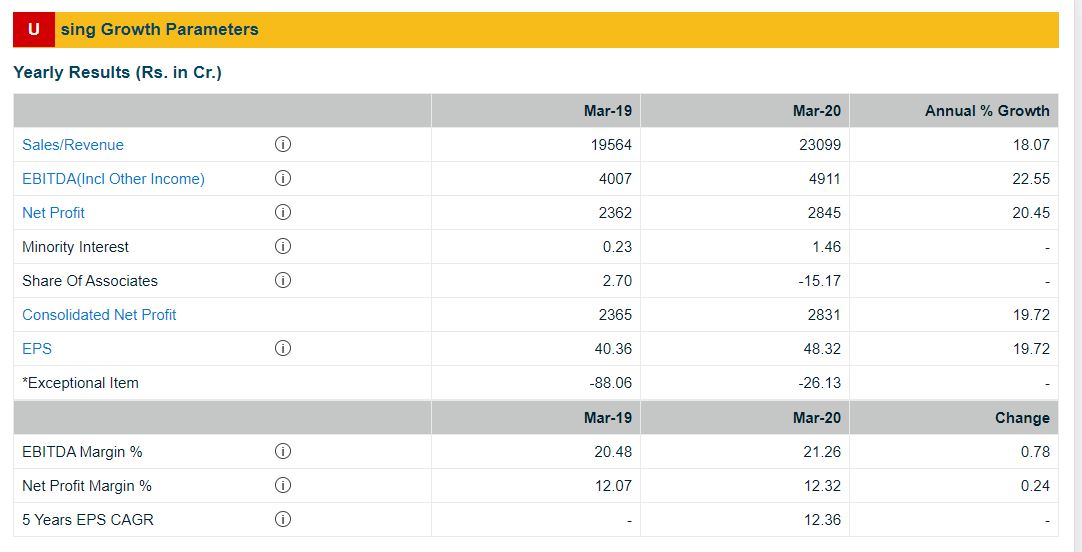 U sing Growth Parameters
Yearly Results (Rs. in Cr.)
Mar-19 Mar-20 Annual % Growth
Sales/Revenue 19564 23099 18.07
EBITDA(Incl Other Income) 4007 4911 22.55
Net Profit 2362 2845 20.45
Minority Interest 0.23 1.46 -
Share Of Associates 2.70 -15.17 -
Consolidated Net Profit 2365 2831 19.72
EPS 40.36 48.32 19.72
*Exceptional Item -88.06 -26.13 -
Mar-19 Mar-20 Change
EBITDA Margin % 20.48 21.26 0.78
Net Profit Margin % 12.07 12.32 0.24
5 Years EPS CAGR - 12.36 -